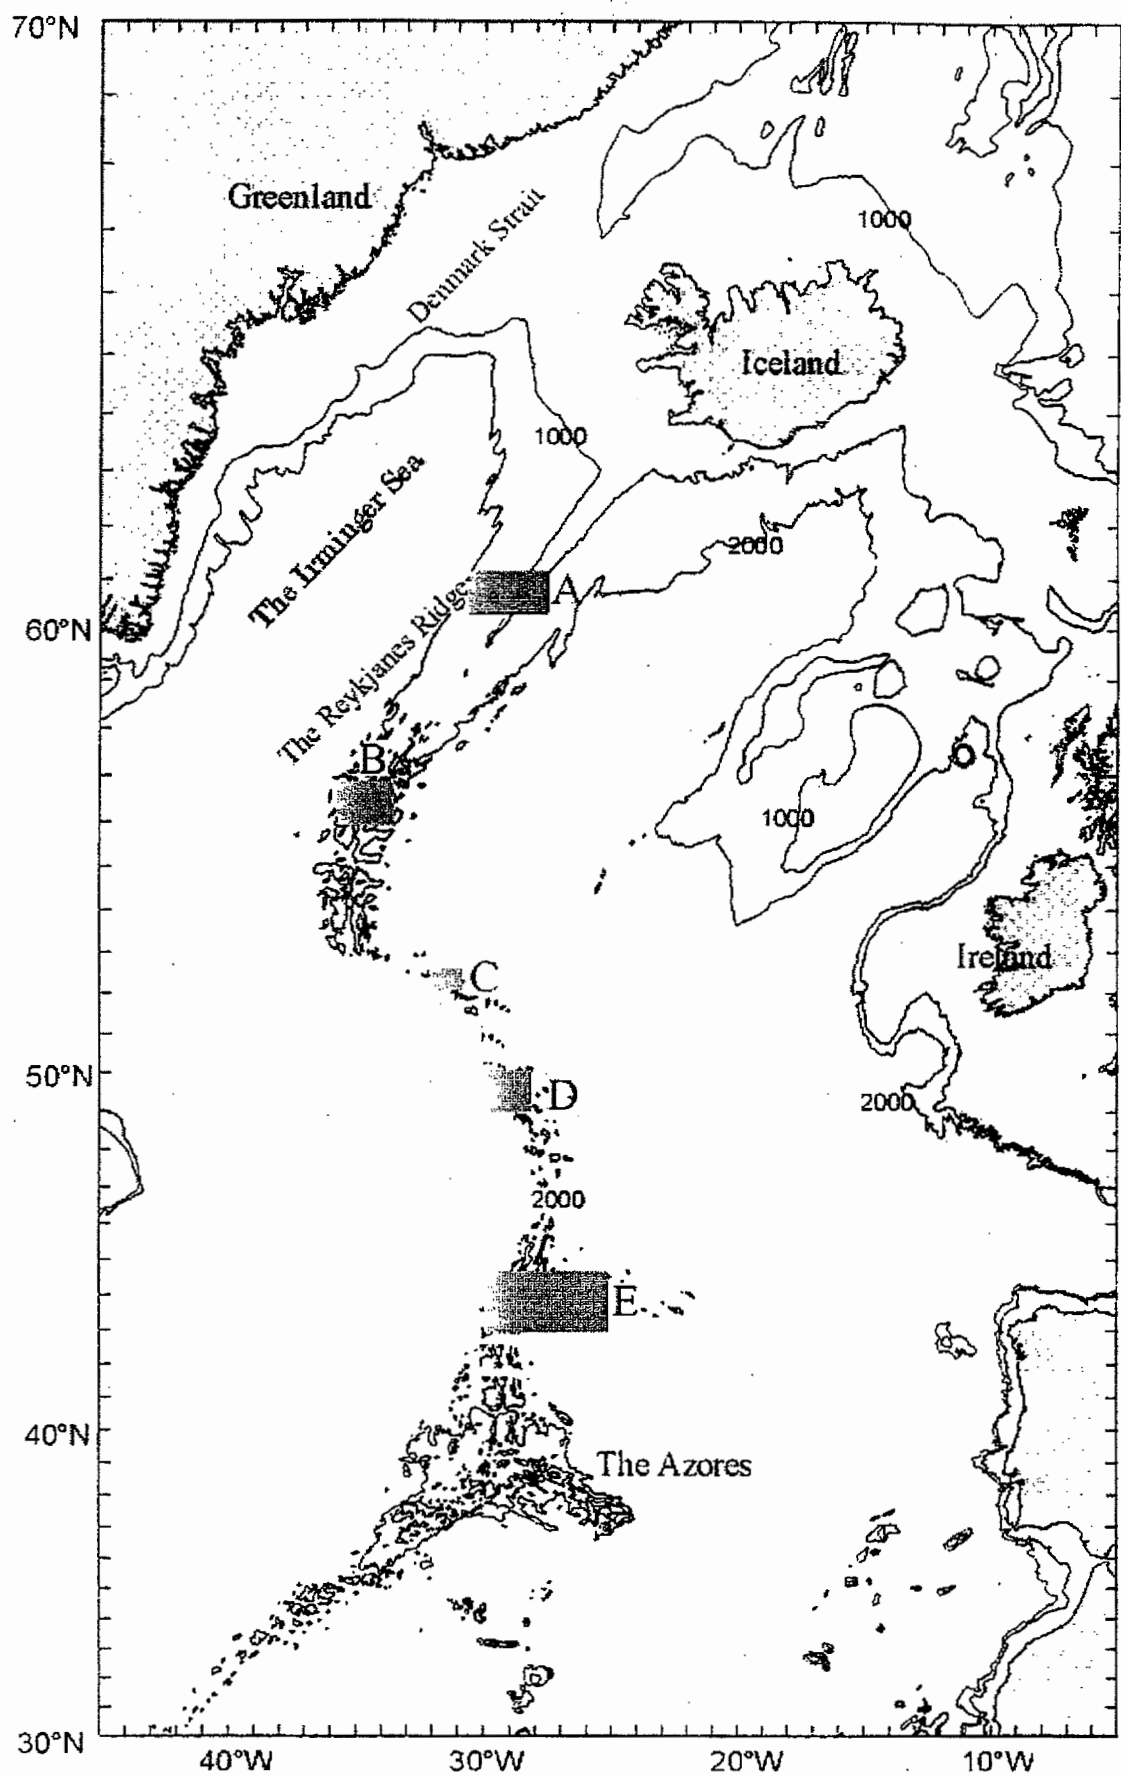 70°N
Greenland
Denmark Strait
1000
Iceland
1000
The Irminger Sea
2000
A
60°N
The Reykjanes Ridge
B
1000
Ireland
C
50°N
D
2000
2000
E
40°N
The Azores
30°N
40°W
30°W
20°W
10°W